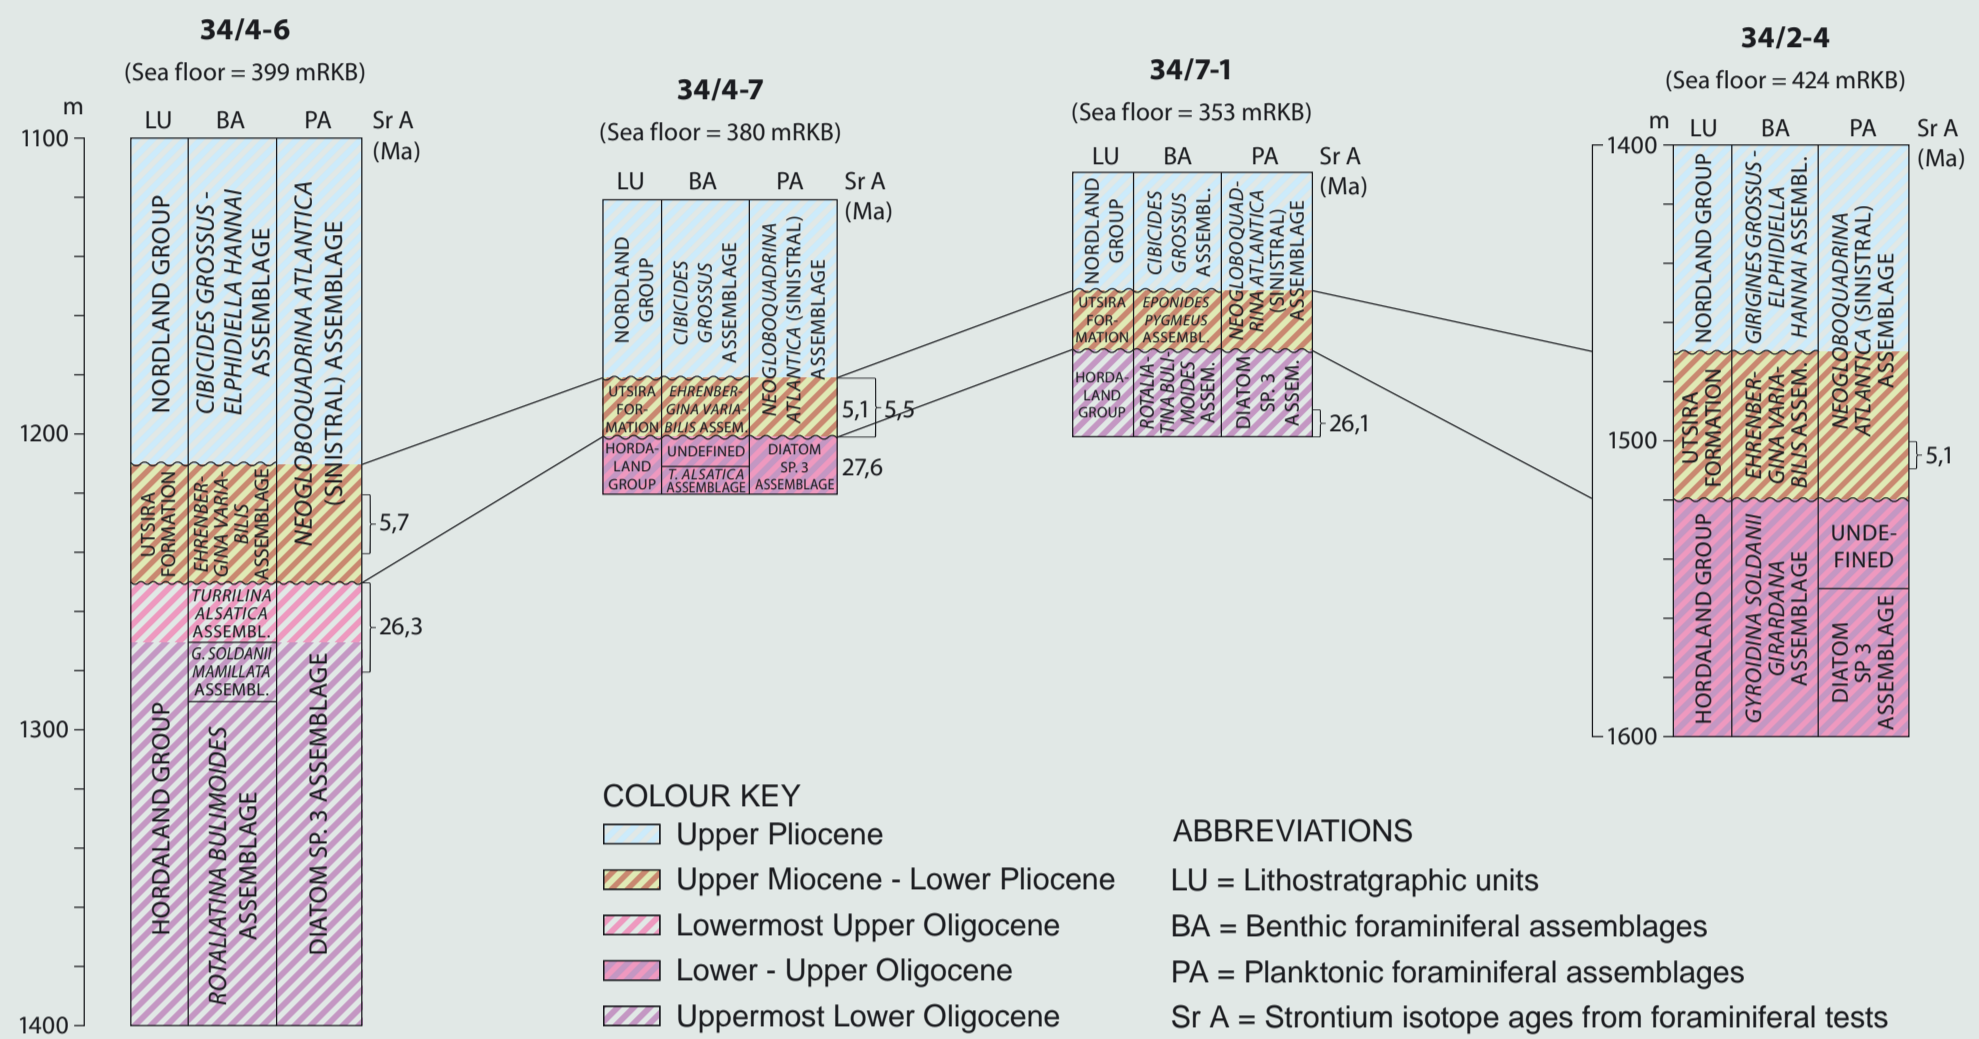 34/4-6
(Sea floor = 399 mRKB)
m
LU
BA
PA
Sr A
(Ma)
1100
1200
1300
1400
NORDLAND GROUP
CIBICIDES GROSSUS -
ELPHIDIELLA HANNAI
ASSEMBLAGE
NEOGLOBOQUADRINA ATLANTICA
(SINISTRAL) ASSEMBLAGE
UTSIRA
FORMATION
EHRENBER-
GINA VARIA-
BILIS
ASSEMBLAGE
5,7
TURRILINA
ALSATICA
ASSEMBL.
G. SOLDANII
MAMILLATA
ASSEMBL.
26,3
HORDALAND GROUP
ROTALIATINA BULIMOIDES
ASSEMBLAGE
DIATOM SP. 3 ASSEMBLAGE
34/4-7
(Sea floor = 380 mRKB)
LU
BA
PA
Sr A
(Ma)
NORDLAND
GROUP
CIBICIDES
GROSSUS
ASSEMBLAGE
NEOGLOBOQUADRINA
ATLANTICA (SINISTRAL)
ASSEMBLAGE
UTSIRA
FOR-
MATION
EHRENBER-
GINA VARIA-
BILIS ASSEM.
5,1
5,5
HORDA-
LAND
GROUP
UNDEFINED
T. ALSATICA
ASSEMBLAGE
DIATOM
SP. 3
ASSEMBLAGE
27,6
34/7-1
(Sea floor = 353 mRKB)
LU
BA
PA
Sr A
(Ma)
NORDLAND
GROUP
CIBICIDES
GROSSUS
ASSEMBL.
NEOGLOBOQUAD-
RINA ATLANTICA
(SINISTRAL)
ASSEMBLAGE
UTSIRA
FOR-
MATION
EPONIDES
PYGMEUS
ASSEMBL.
HORDA-
LAND
GROUP
ROTALIA-
TINA BULI-
MOIDES
ASSEM.
DIATOM
SP. 3
ASSEM.
26,1
34/2-4
(Sea floor = 424 mRKB)
m
LU
BA
PA
Sr A
(Ma)
1400
1500
1600
NORDLAND GROUP
GIRIGINES GROSSUS -
ELPHIDIELLA
HANNAI ASSEMBL.
NEOGLOBOQUADRINA
ATLANTICA (SINISTRAL)
ASSEMBLAGE
UTSIRA
FORMATION
EHRENBER-
GINA VARIA-
BILIS ASSEM.
5,1
HORDALAND GROUP
GYROIDINA SOLDANII
GIRARDANA
ASSEMBLAGE
UNDE-
FINED
DIATOM
SP 3
ASSEMBLAGE
COLOUR KEY
Upper Pliocene
Upper Miocene - Lower Pliocene
Lowermost Upper Oligocene
Lower - Upper Oligocene
Uppermost Lower Oligocene
ABBREVIATIONS
LU = Lithostratgraphic units
BA = Benthic foraminiferal assemblages
PA = Planktonic foraminiferal assemblages
Sr A = Strontium isotope ages from foraminiferal tests